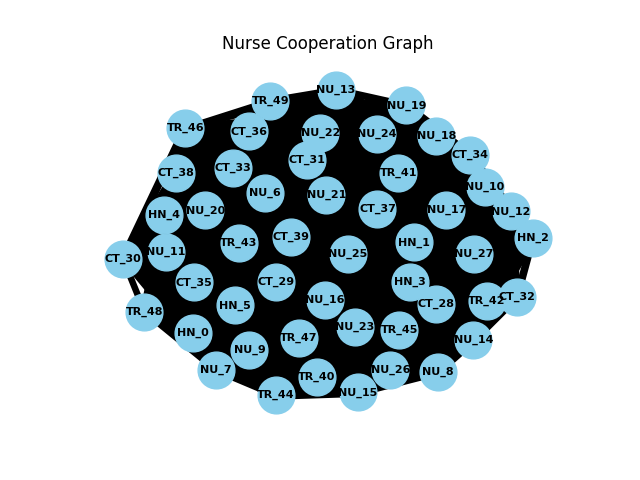 Nurse Cooperation Graph
NU_13
TR_49
NU_19
TR_46
CT_36
NU_22
NU_24
NU_18
CT_34
CT_31
CT_33
CT_38
TR_41
NU_10
NU_6
NU_21
NU_20
CT_37
NU_17
NU_12
HN_4
HN_2
CT_39
TR_43
HN_1
NU_11
NU_25
NU_27
CT_30
CT_35
CT_29
HN_3
CT_32
NU_16
TR_42
CT_28
HN_5
TR_48
NU_23
TR_45
HN_0
TR_47
NU_14
NU_9
NU_7
NU_26
NU_8
TR_40
NU_15
TR_44